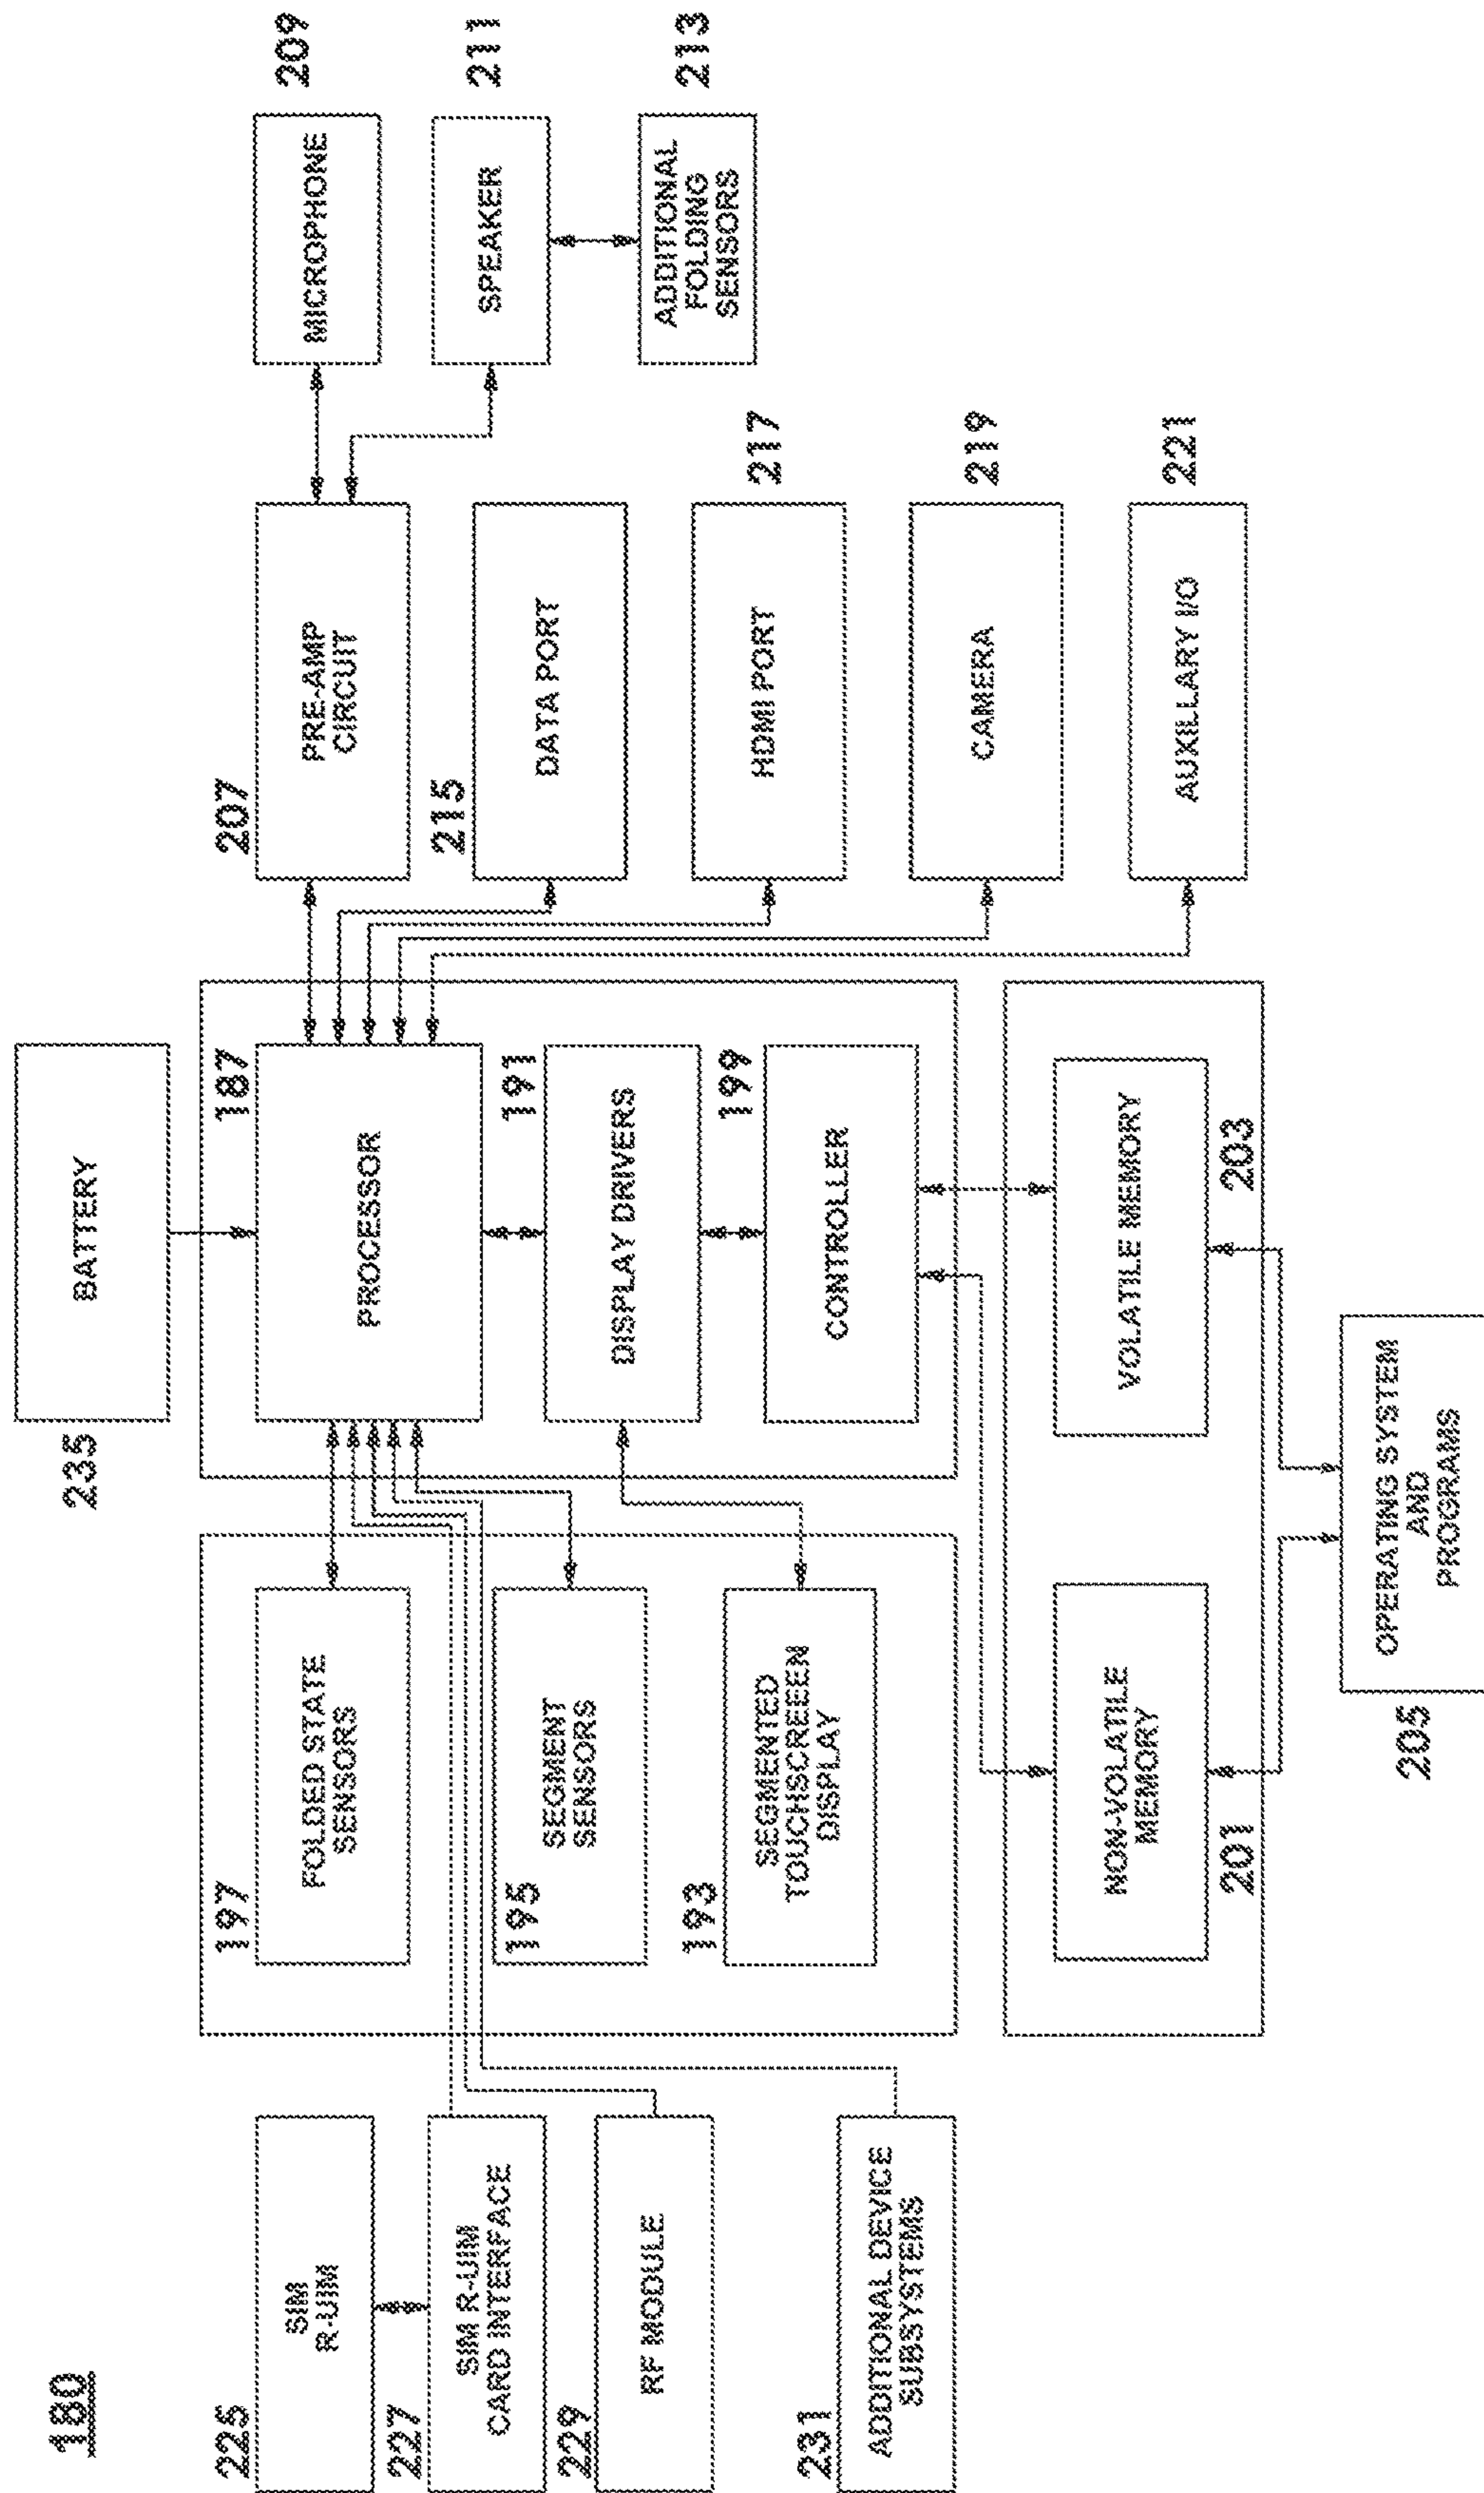 180
225
SIM
R-UIM
227
SIM R-UIM
CARD INTERFACE
229
RF MODULE
231
ADDITIONAL DEVICE
SUBSYSTEMS
197
FOLDED STATE
SENSORS
195
SEGMENT
SENSORS
193
SEGMENTED
TOUCHSCREEEN
DISPLAY
NON-VOLATILE
MEMORY
201
235
BATTERY
187
PROCESSOR
191
DISPLAY DRIVERS
199
CONTROLLER
VOLATILE MEMORY
203
205
OPERATING SYSTEM
AND
PROGRAMS
207
PRE-AMP
CIRCUIT
215
DATA PORT
HDMI PORT
217
CAMERA
219
AUXILLARY I/O
221
MICROPHONE
209
SPEAKER
211
ADDITIONAL
FOLDING
SENSORS
213